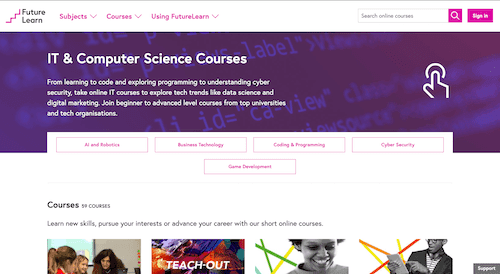 Future
Learn
Subjects
Courses
Using FutureLearn
Search online courses
Sign in
IT & Computer Science Courses
From learning to code and exploring programming to understanding cyber
security, take online IT courses to explore tech trends like data science and
digital marketing. Join beginner to advanced level courses from top universities
and tech organisations.
AI and Robotics
Business Technology
Coding & Programming
Cyber Security
Game Development
Courses 59 COURSES
Learn new skills, pursue your interests or advance your career with our short online courses.
TEACH-OUT
Support